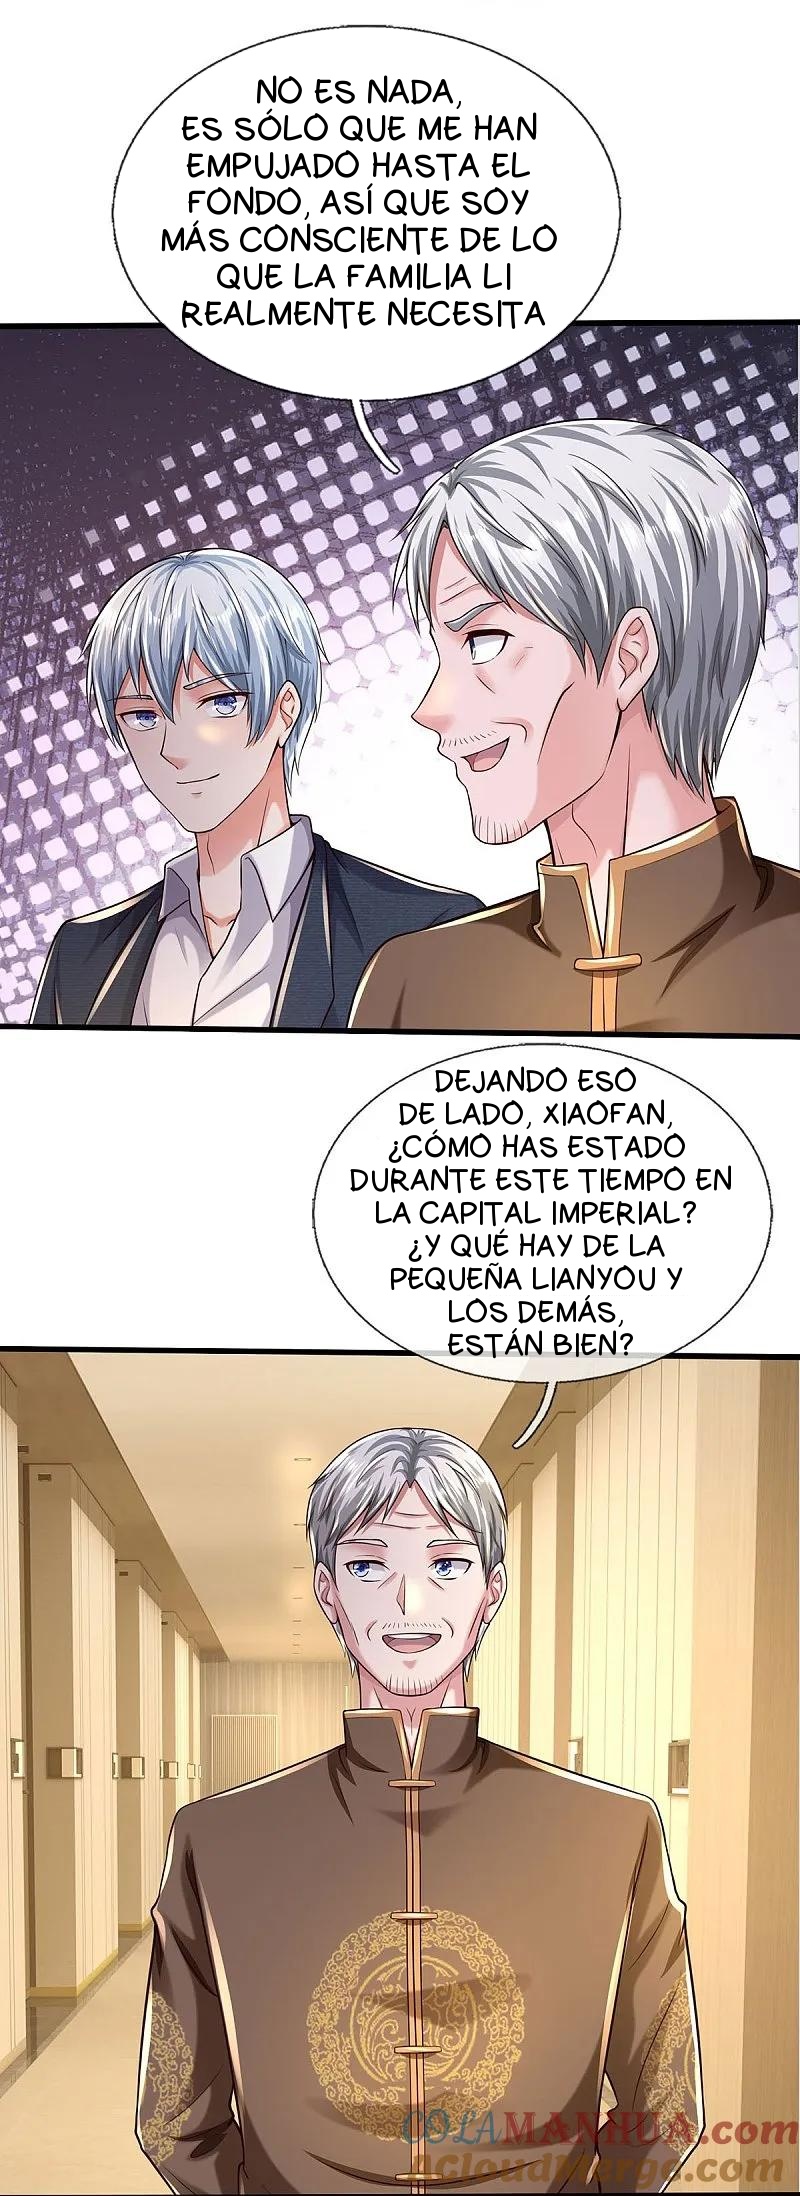 NO ES NADA,
ES SÓLO QUE ME HAN
EMPUJADO HASTA EL
FONDO, ASÍ QUE SOY
MÁS CONSCIENTE DE LO
QUE LA FAMILIA LI
REALMENTE NECESITA
DEJANDO ESO
DE LADO, XIAOFAN,
¿CÓMO HAS ESTADO
DURANTE ESTE TIEMPO EN
LA CAPITAL IMPERIAL?
¿Y QUÉ HAY DE LA
PEQUEÑA LIANYOU Y
LOS DEMÁS,
ESTÁN BIEN?
COLAMANHUA.com
ACloudMerge.com